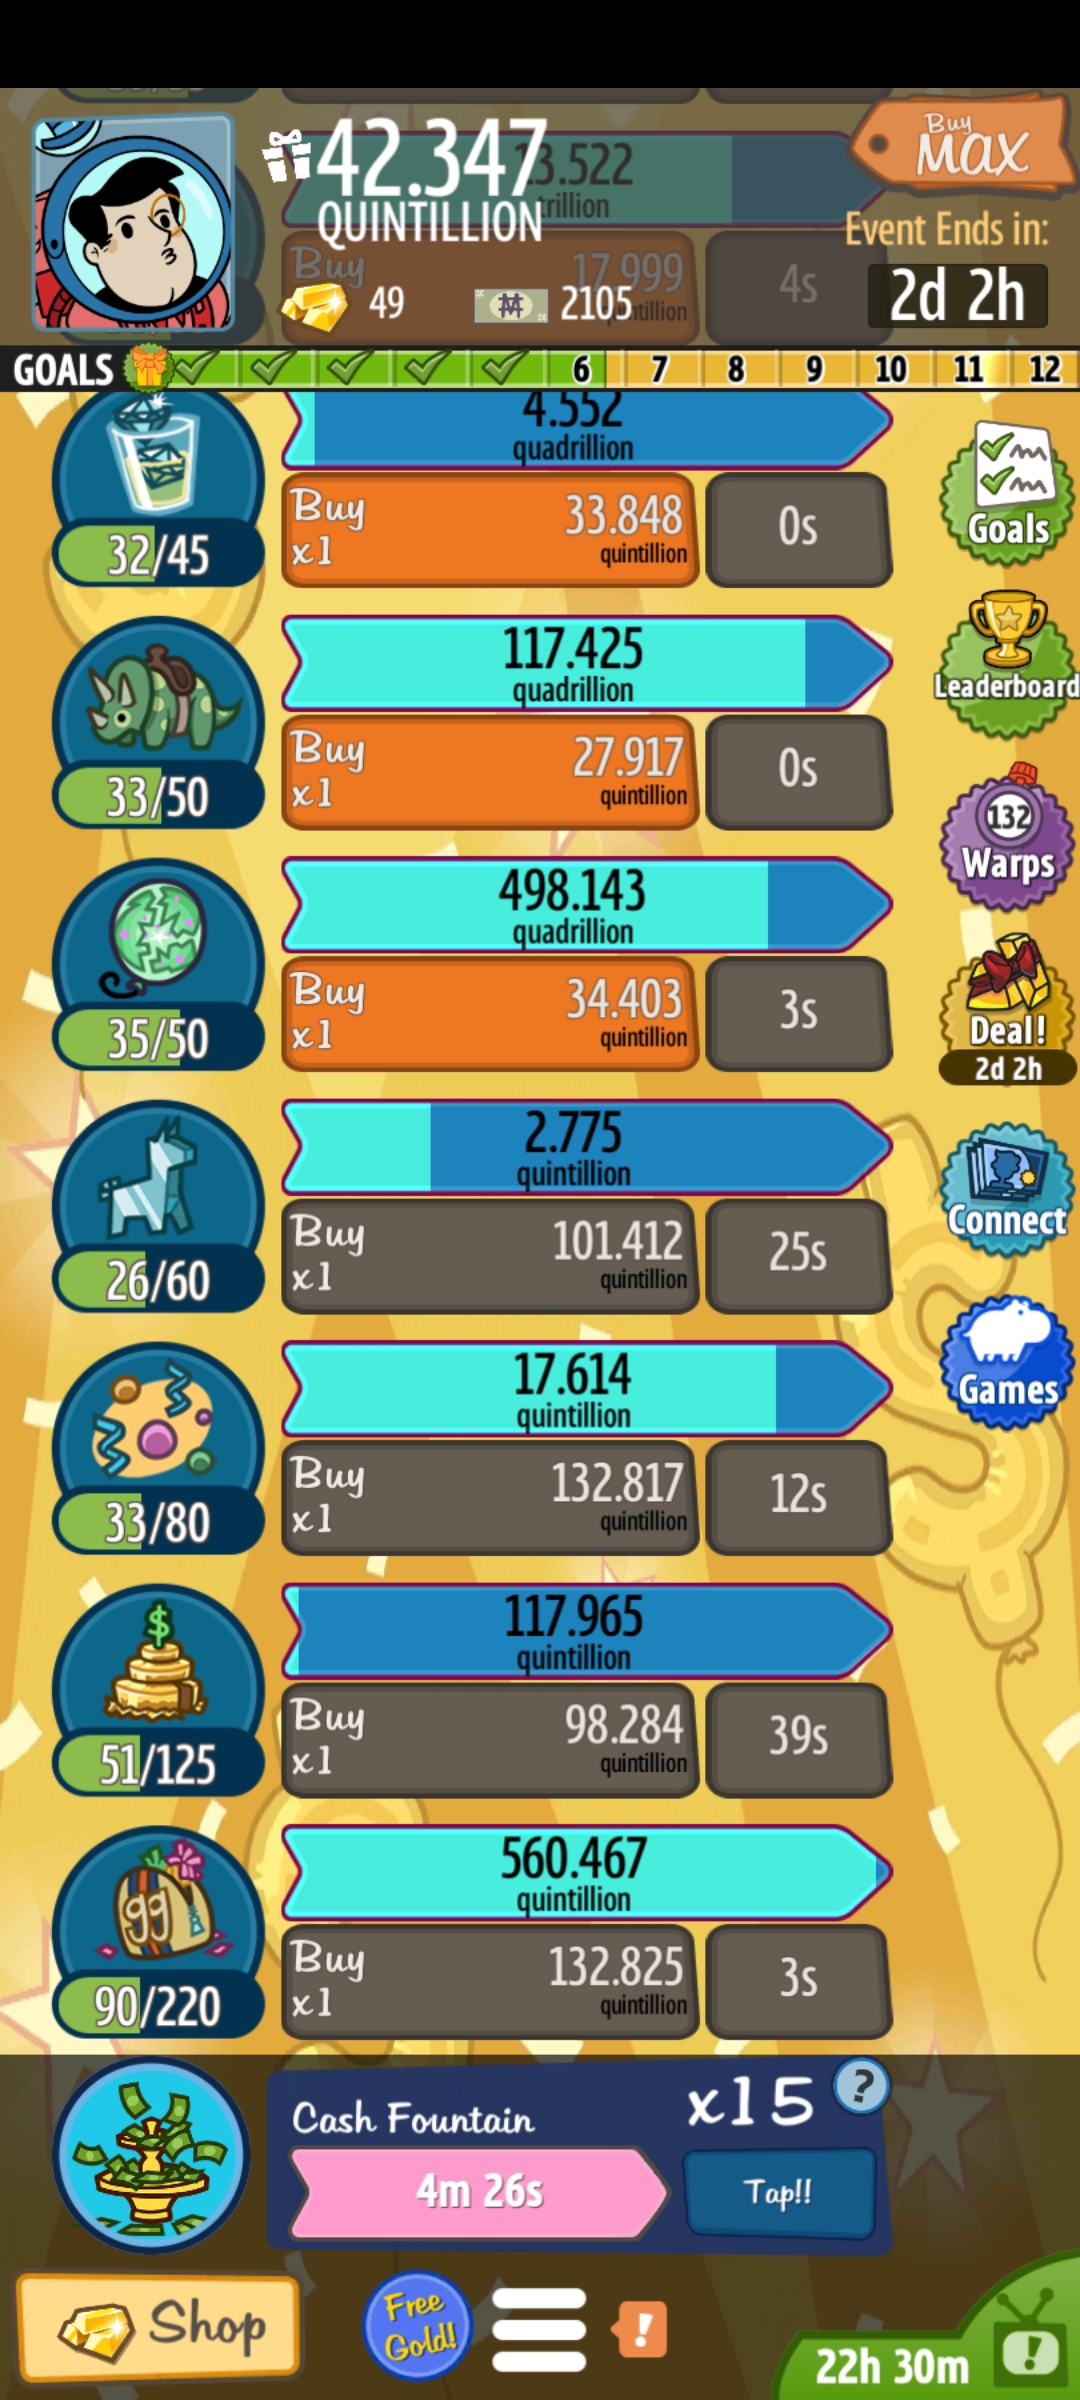 42.347
QUINTILLION
Buy
MAX
13.522
trillion
Event Ends in:
2d 2h
Buy
17.999
4s
49
2105
GOALS 6 7 8 9 10 11 12
4.552
quadrillion
32/45
Buy
x1
33.848
quintillion
0s
Goals
117.425
quadrillion
33/50
Buy
x1
27.917
quintillion
0s
Leaderboard
498.143
quadrillion
35/50
Buy
x1
34.403
quintillion
3s
132
Warps
Deal!
2d 2h
2.775
quintillion
26/60
Buy
x1
101.412
quintillion
25s
Connect
17.614
quintillion
33/80
Buy
x1
132.817
quintillion
12s
Games
117.965
quintillion
$
51/125
Buy
x1
98.284
quintillion
39s
560.467
quintillion
gg
90/220
Buy
x1
132.825
quintillion
3s
Cash Fountain
x15
?
4m 26s
Tap!!
Shop
Free
Gold!
!
22h 30m
!